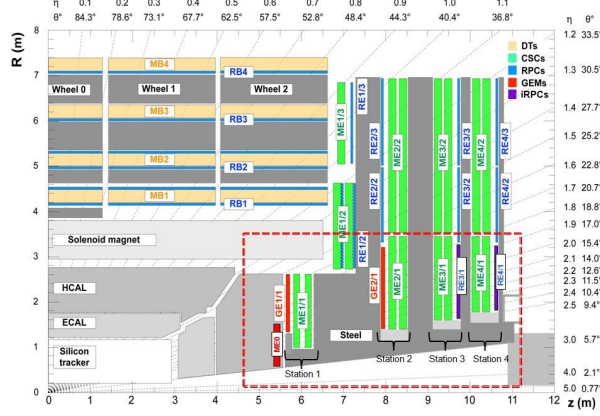 η 0.1 0.2 0.3 0.4 0.5 0.6 0.7 0.8 0.9 1.0 1.1 η θ°
θ° 84.3° 78.6° 73.1° 67.7° 62.5° 57.5° 52.8° 48.4° 44.3° 40.4° 36.8°
R (m)
8
7
6
5
4
3
2
1
0
1.2 33.5°
1.3 30.5°
1.4 27.7°
1.5 25.2°
1.6 22.8°
1.7 20.7°
1.8 18.8°
1.9 17.0°
2.0 15.4°
2.1 14.0°
2.2 12.6°
2.3 11.5°
2.4 10.4°
2.5 9.4°
3.0 5.7°
4.0 2.1°
5.0 0.77°
DTs
CSCs
RPCs
GEMs
iRPCs
MB4
Wheel 0
Wheel 1
Wheel 2
RB4
MB3
RB3
MB2
RB2
MB1
RB1
Solenoid magnet
HCAL
ECAL
Silicon tracker
Steel
ME1/3
RE1/3
ME1/2
RE1/2
GE1/1
ME1/1
ME0
RE2/3
ME2/2
RE2/2
GE2/1
ME2/1
RE3/3
ME3/2
RE3/2
ME3/1
RE3/1
RE4/3
ME4/2
RE4/2
ME4/1
RE4/1
Station 1
Station 2
Station 3
Station 4
0 1 2 3 4 5 6 7 8 9 10 11 12
z (m)